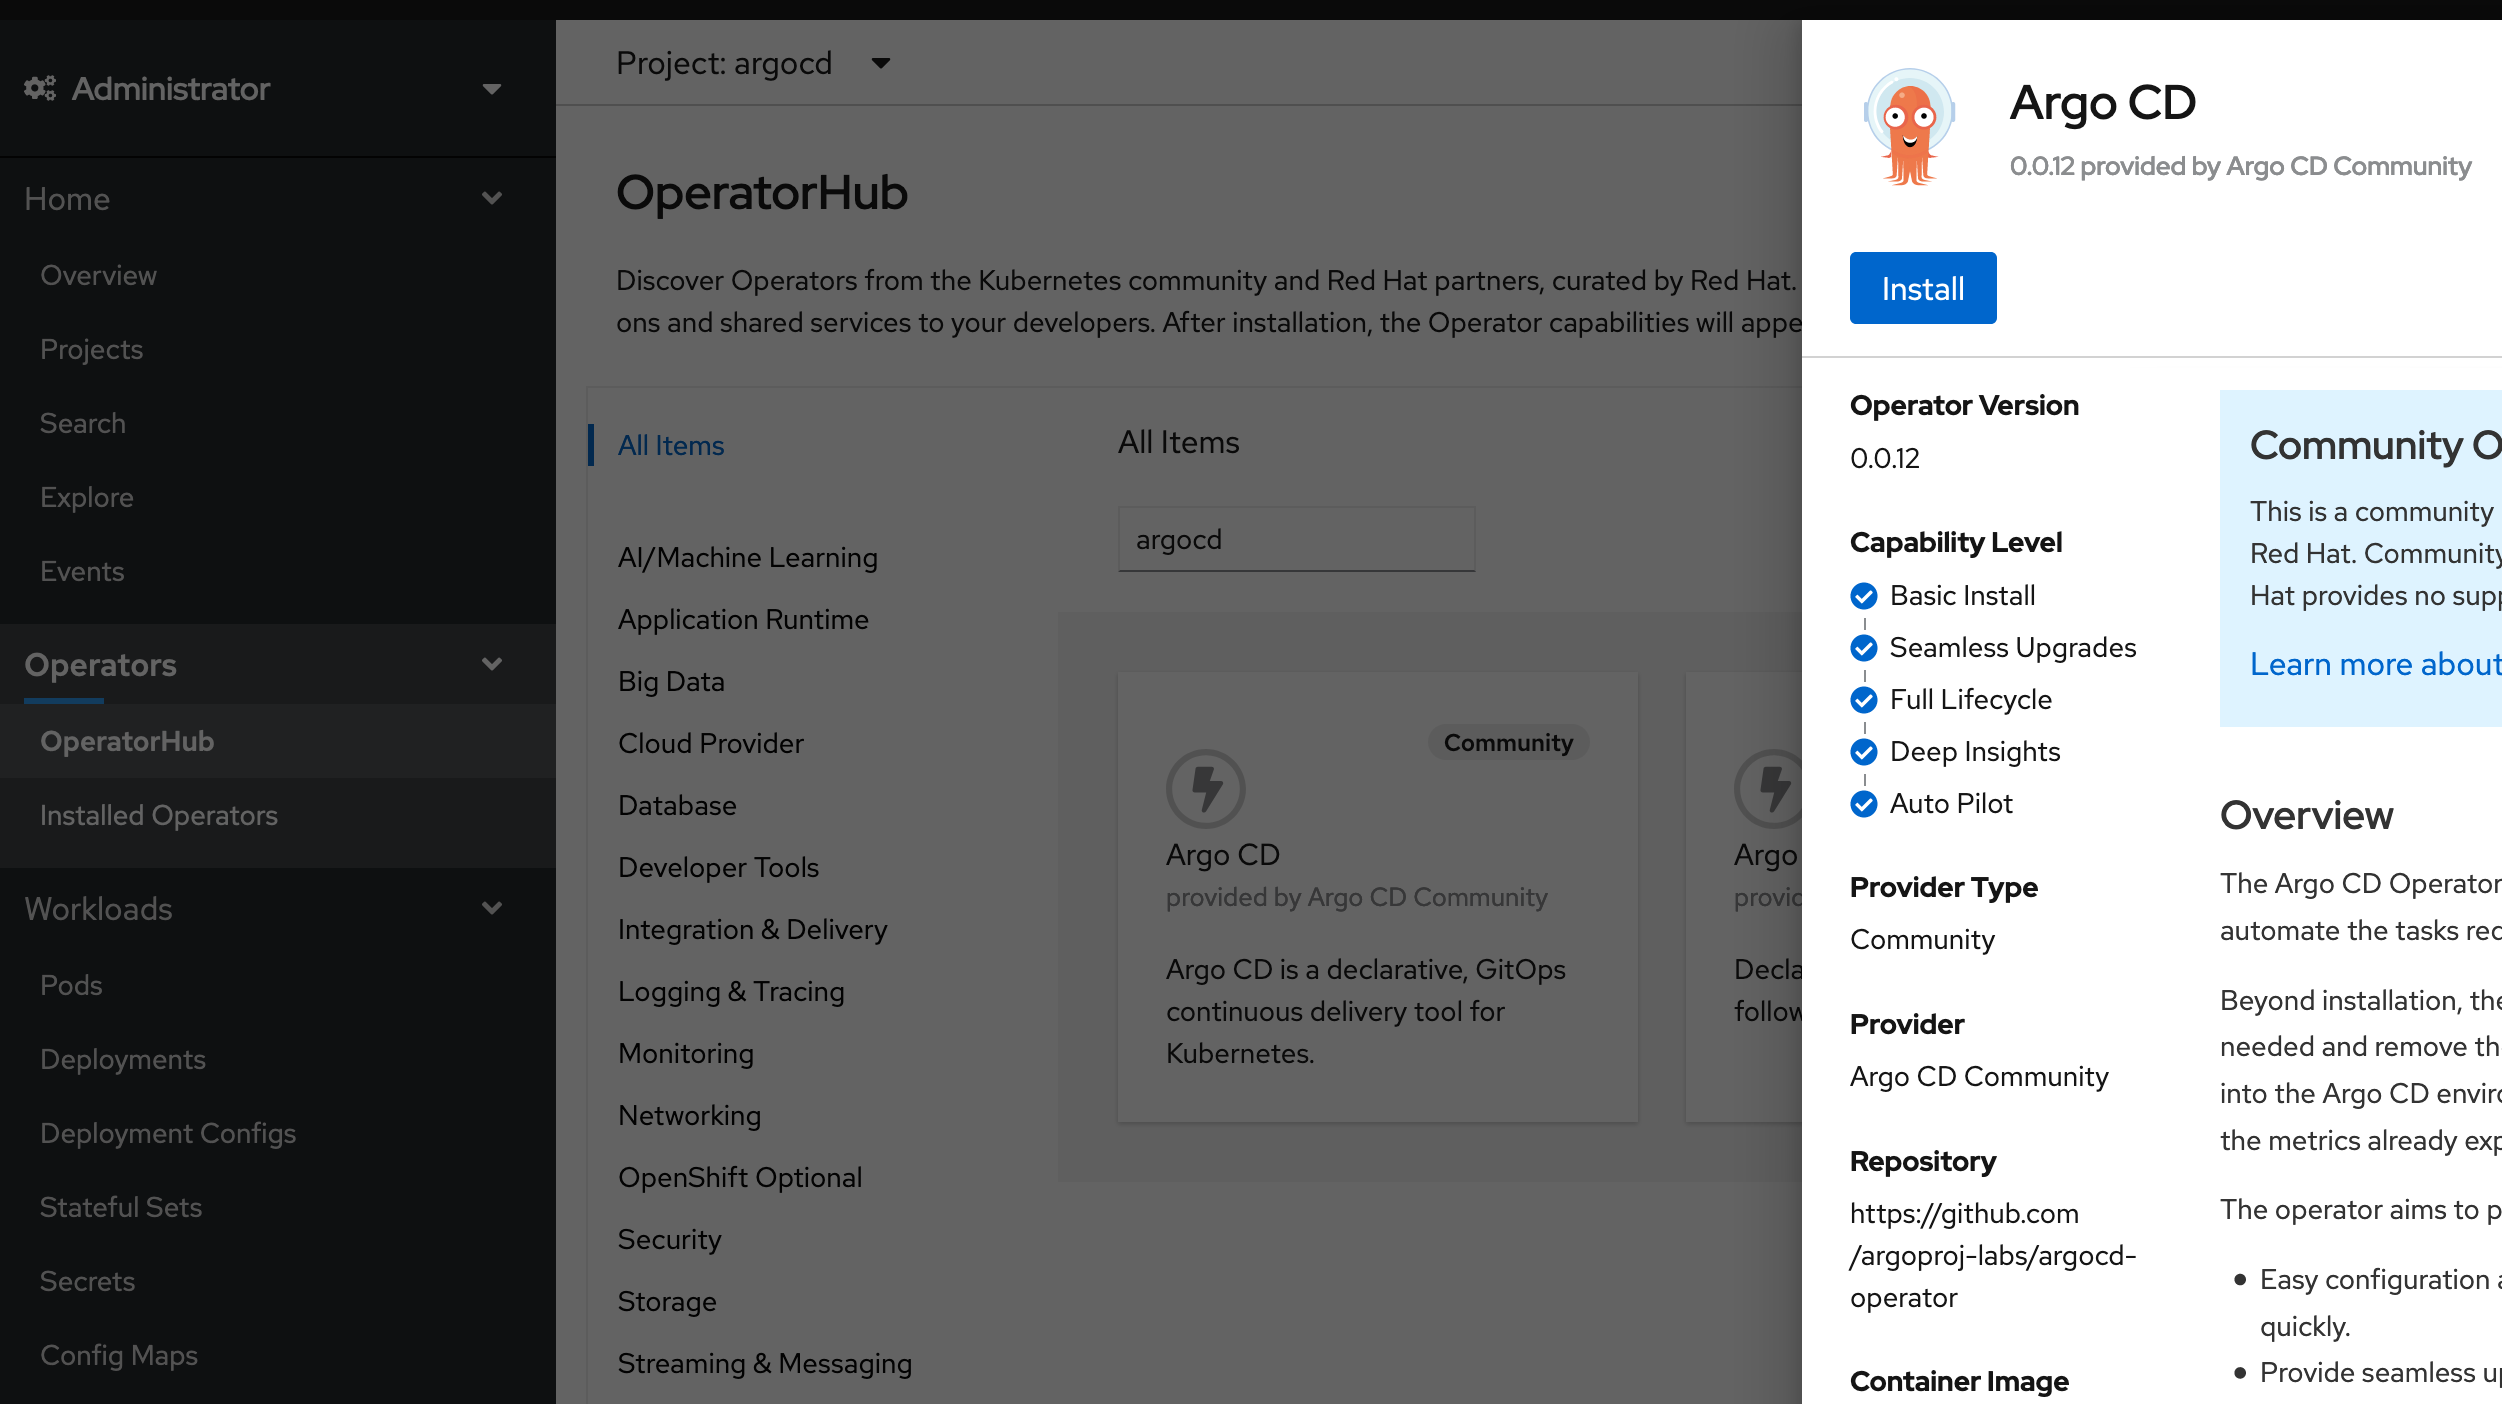 Administrator
Home
Overview
Projects
Search
Explore
Events
Operators
OperatorHub
Installed Operators
Workloads
Pods
Deployments
Deployment Configs
Stateful Sets
Secrets
Config Maps
Project: argocd
OperatorHub
Discover Operators from the Kubernetes community and Red Hat partners, curated by Red Hat.
ons and shared services to your developers. After installation, the Operator capabilities will appe
All Items
AI/Machine Learning
Application Runtime
Big Data
Cloud Provider
Database
Developer Tools
Integration & Delivery
Logging & Tracing
Monitoring
Networking
OpenShift Optional
Security
Storage
Streaming & Messaging
All Items
argocd
Community
Argo CD
provided by Argo CD Community
Argo CD is a declarative, GitOps
continuous delivery tool for
Kubernetes.
Argo
provid
Decla
follow
Argo CD
0.0.12 provided by Argo CD Community
Install
Operator Version
0.0.12
Capability Level
Basic Install
Seamless Upgrades
Full Lifecycle
Deep Insights
Auto Pilot
Provider Type
Community
Provider
Argo CD Community
Repository
https://github.com
/argoproj-labs/argocd-
operator
Container Image
Community O
This is a community
Red Hat. Community
Hat provides no supp
Learn more about
Overview
The Argo CD Operator
automate the tasks req
Beyond installation, the
needed and remove th
into the Argo CD enviro
the metrics already exp
The operator aims to p
• Easy configuration a
quickly.
• Provide seamless up